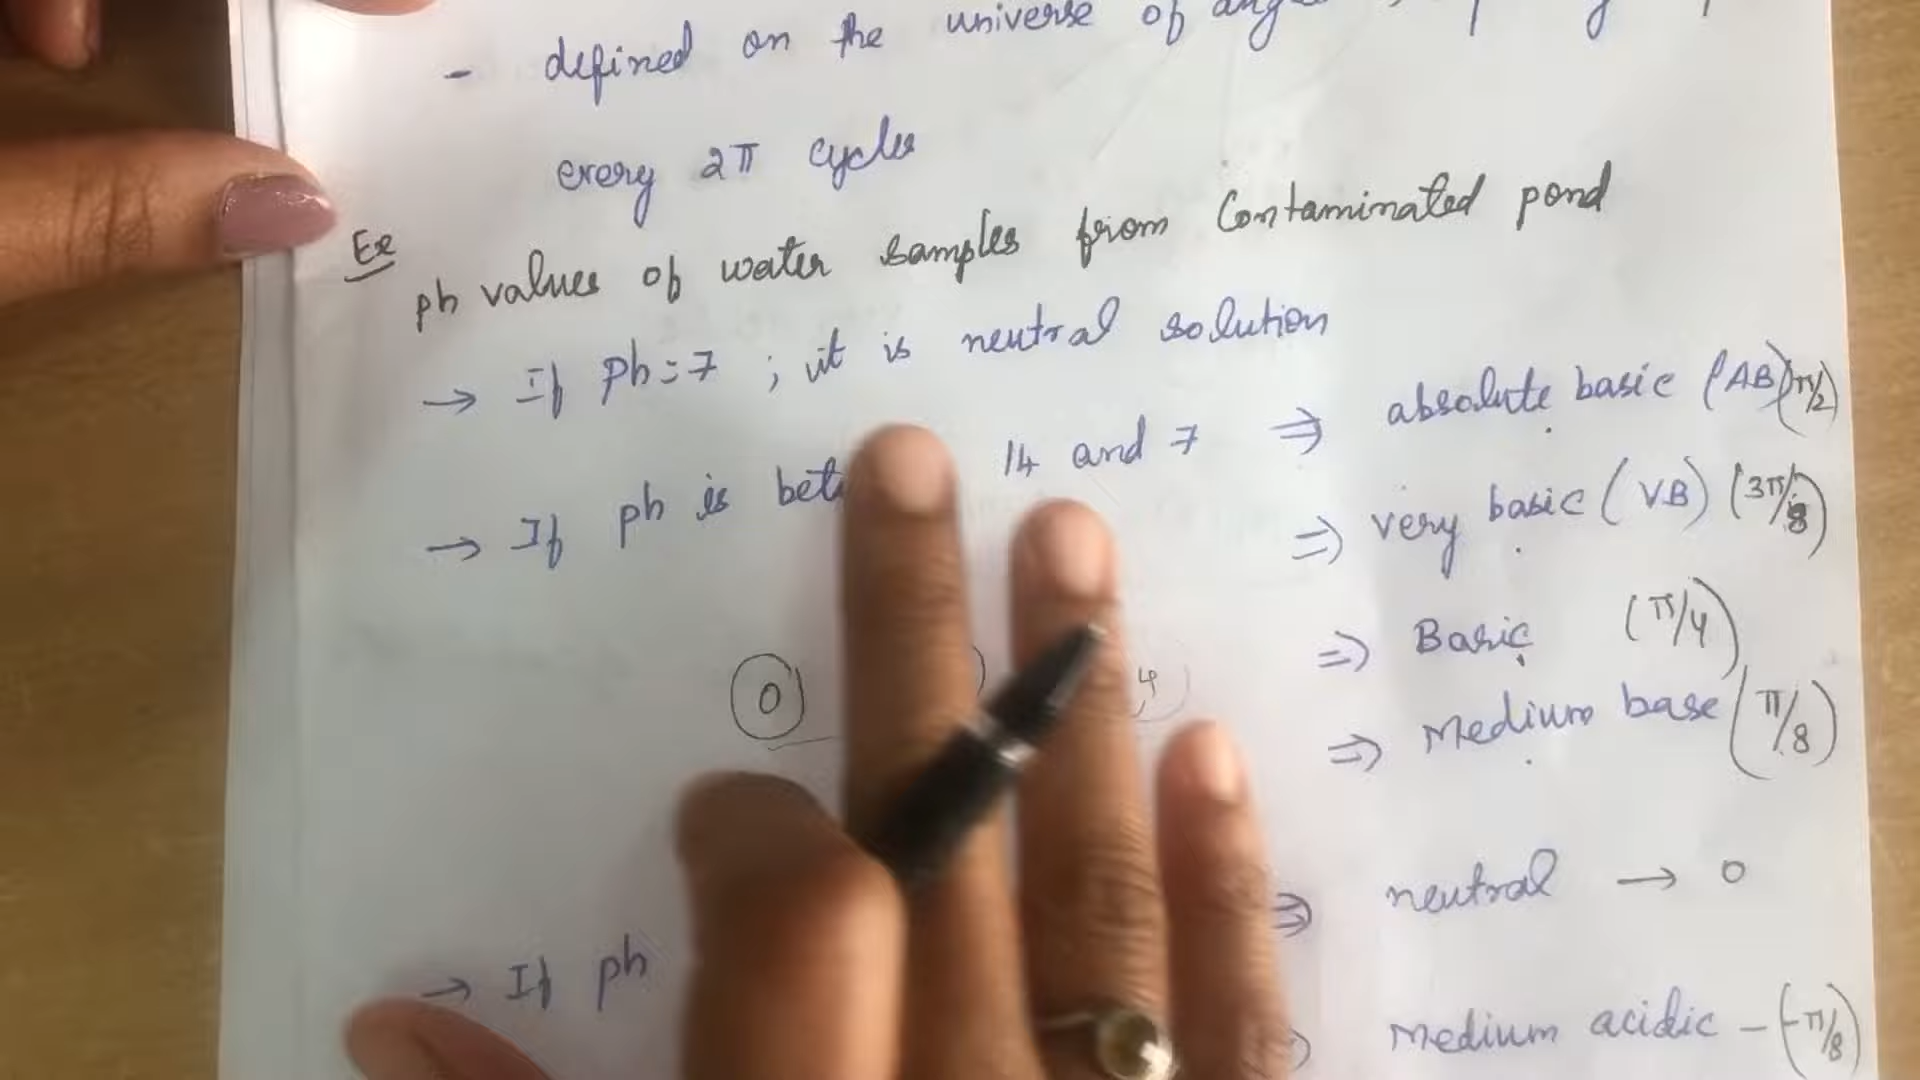 - defined on the universe of
every 2π cycles
Ex
ph values of water samples from Contaminated pond
→ If Ph=7 ; it is neutral solution
→ If ph is bet 14 and 7 ⇒ absolute basic (AB) (π/2)
⇒ very basic (VB) (3π/8)
⇒ Basic (π/4)
0 4
⇒ Medium base (π/8)
⇒ neutral → 0
→ If ph
Medium acidic - (-π/8)